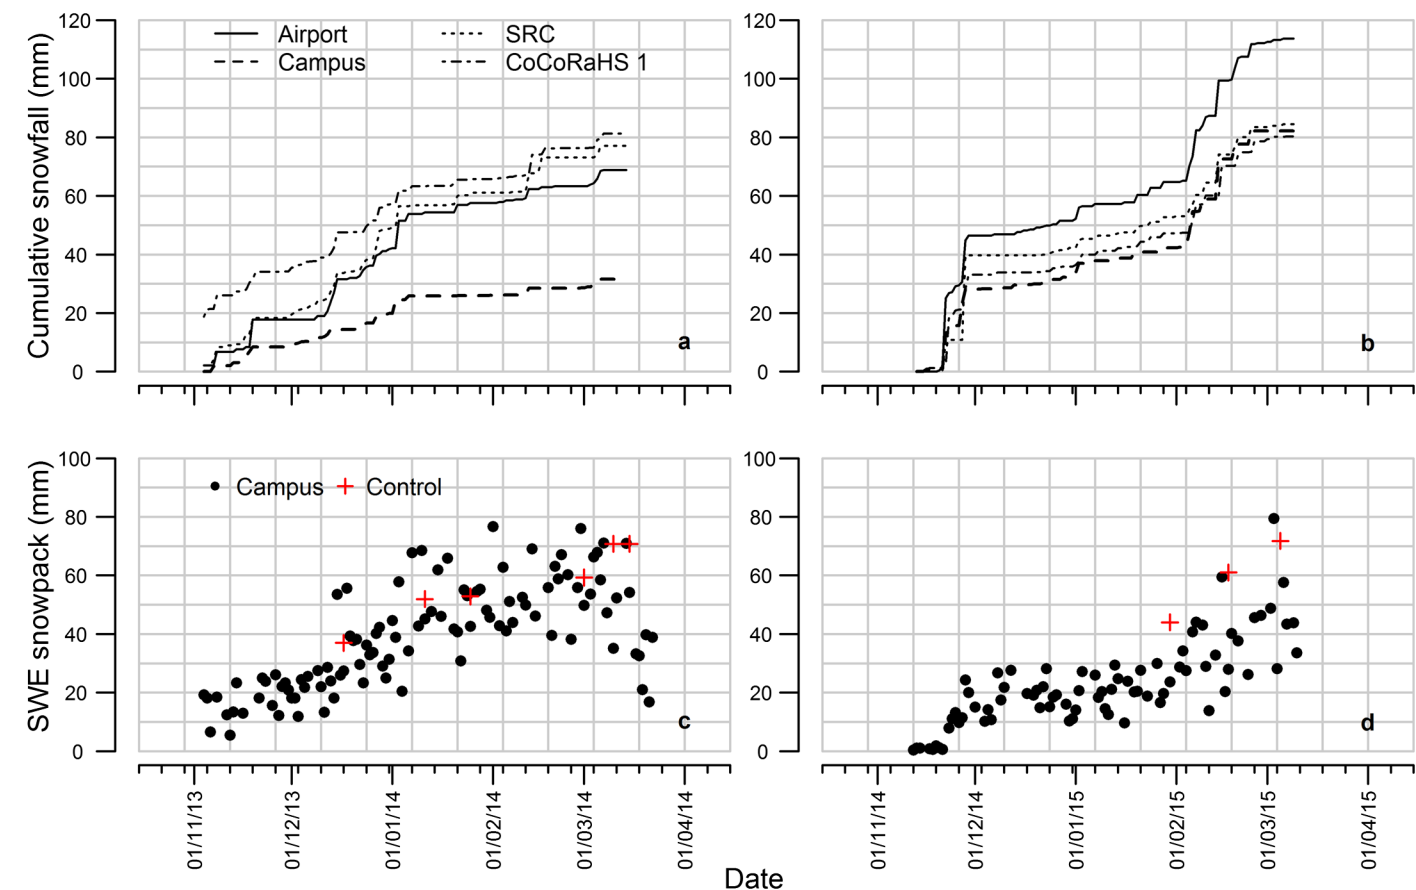 Cumulative snowfall (mm)
120
100
80
60
40
20
0
Airport
Campus
SRC
CoCoRaHS 1
a
120
100
80
60
40
20
0
b
SWE snowpack (mm)
100
80
60
40
20
0
Campus
Control
c
01/11/13
01/12/13
01/01/14
01/02/14
01/03/14
01/04/14
100
80
60
40
20
0
d
01/11/14
01/12/14
01/01/15
01/02/15
01/03/15
01/04/15
Date